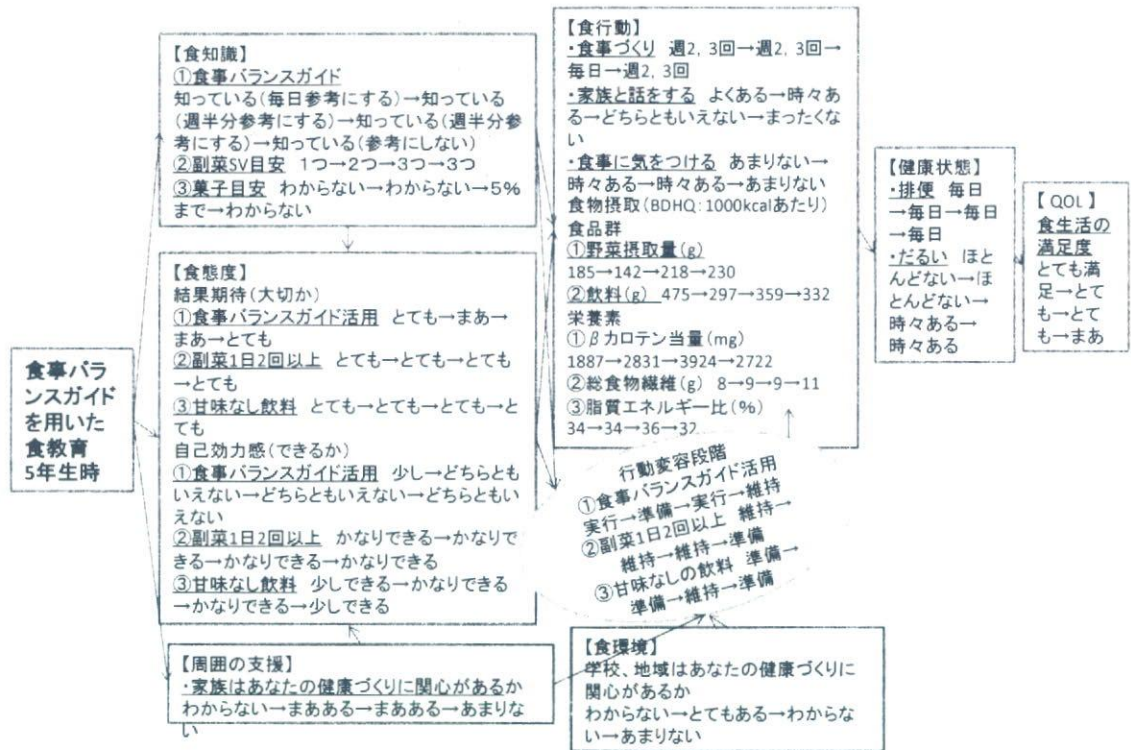 【食知識】
①食事バランスガイド
知っている(毎日参考にする)→知っている
(週半分参考にする)→知っている(週半分参
考にする)→知っている(参考にしない)
②副菜SV目安　1つ→2つ→3つ→3つ
③菓子目安　わからない→わからない→5%
まで→わからない
【食態度】
結果期待(大切か)
①食事バランスガイド活用　とても→まあ→
まあ→とても
②副菜1日2回以上　とても→とても→とても
→とても
③甘味なし飲料　とても→とても→とても→と
ても
自己効力感(できるか)
①食事バランスガイド活用　少し→どちらとも
いえない→どちらともいえない→どちらともい
えない
②副菜1日2回以上　かなりできる→かなりで
きる→かなりできる→かなりできる
③甘味なし飲料　少しできる→かなりできる
→かなりできる→少しできる
食事バラ
ンスガイド
を用いた
食教育
5年生時
【周囲の支援】
・家族はあなたの健康づくりに関心があるか
わからない→まあある→まあある→あまりな
い
【食行動】
・食事づくり　週2, 3回→週2, 3回→
毎日→週2, 3回
・家族と話をする　よくある→時々あ
る→どちらともいえない→まったくな
い
・食事に気をつける　あまりない→
時々ある→時々ある→あまりない
食物摂取(BDHQ:1000kcalあたり)
食品群
①野菜摂取量(g)
185→142→218→230
②飲料(g)　475→297→359→332
栄養素
①βカロテン当量(mg)
1887→2831→3924→2722
②総食物繊維(g)　8→9→9→11
③脂質エネルギー比(%)
34→34→36→32
行動変容段階
①食事バランスガイド活用
実行→準備→実行→維持
②副菜1日2回以上　維持→
維持→維持→準備
③甘味なしの飲料　準備→
準備→維持→準備
【食環境】
学校、地域はあなたの健康づくりに
関心があるか
わからない→とてもある→わからな
い→あまりない
【健康状態】
・排便　毎日
→毎日→毎日
→毎日
・だるい　ほと
んどない→ほ
とんどない→
時々ある→
時々ある
【QOL】
食生活の
満足度
とても満
足→とて
も→とて
も→まあ